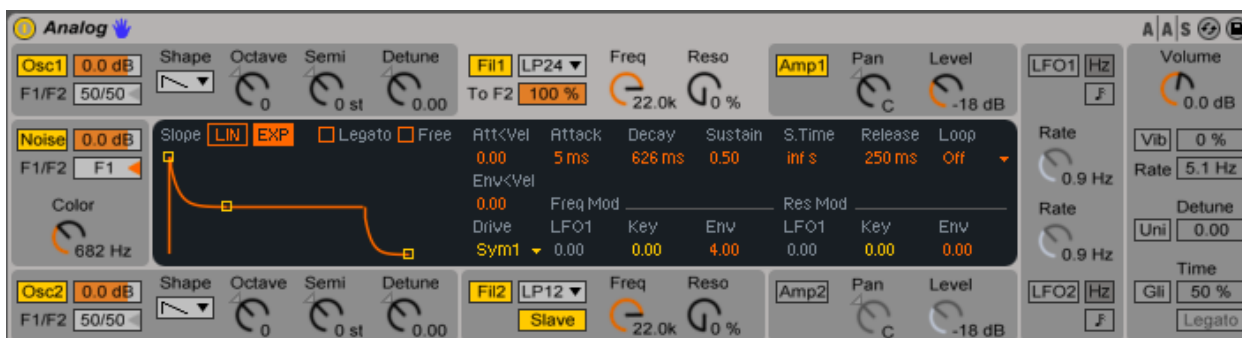 Analog A|A|S
Osc1 0.0 dB Shape Octave Semi Detune Fil1 LP24 Freq Reso Amp1 Pan Level LFO1 Hz Volume
F1/F2 50/50 0 0 st 0.00 To F2 100 % 22.0k 0 % C -18 dB 0.0 dB
Noise 0.0 dB Slope LIN EXP Legato Free Att<Vel Attack Decay Sustain S.Time Release Loop Rate Vib 0 %
0.00 5 ms 626 ms 0.50 inf s 250 ms Off
F1/F2 F1 Env<Vel 0.9 Hz Rate 5.1 Hz
Color 0.00 Freq Mod Res Mod Rate Detune
Drive LFO1 Key Env LFO1 Key Env Uni 0.00
682 Hz Sym1 0.00 0.00 4.00 0.00 0.00 0.00 0.9 Hz
Time
Osc2 0.0 dB Shape Octave Semi Detune Fil2 LP12 Freq Reso Amp2 Pan Level LFO2 Hz Gli 50 %
F1/F2 50/50 0 0 st 0.00 Slave 22.0k 0 % C -18 dB Legato